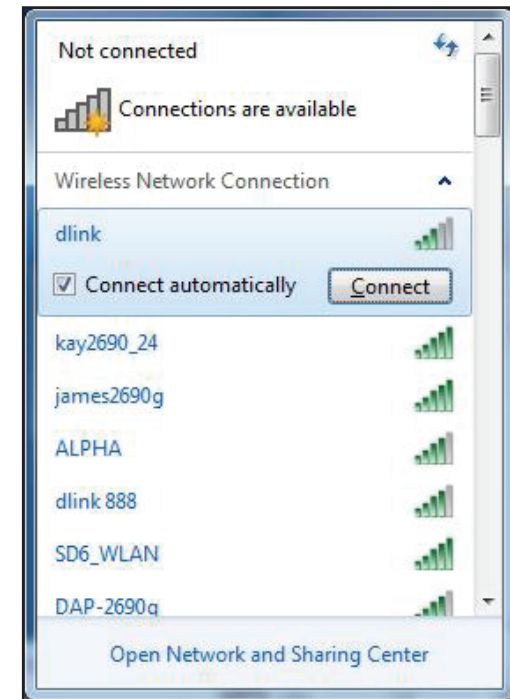 Not connected
Connections are available
Wireless Network Connection
dlink
Connect automatically Connect
kay2690_24
james2690g
ALPHA
dlink 888
SD6_WLAN
DAP-2690g
Open Network and Sharing Center